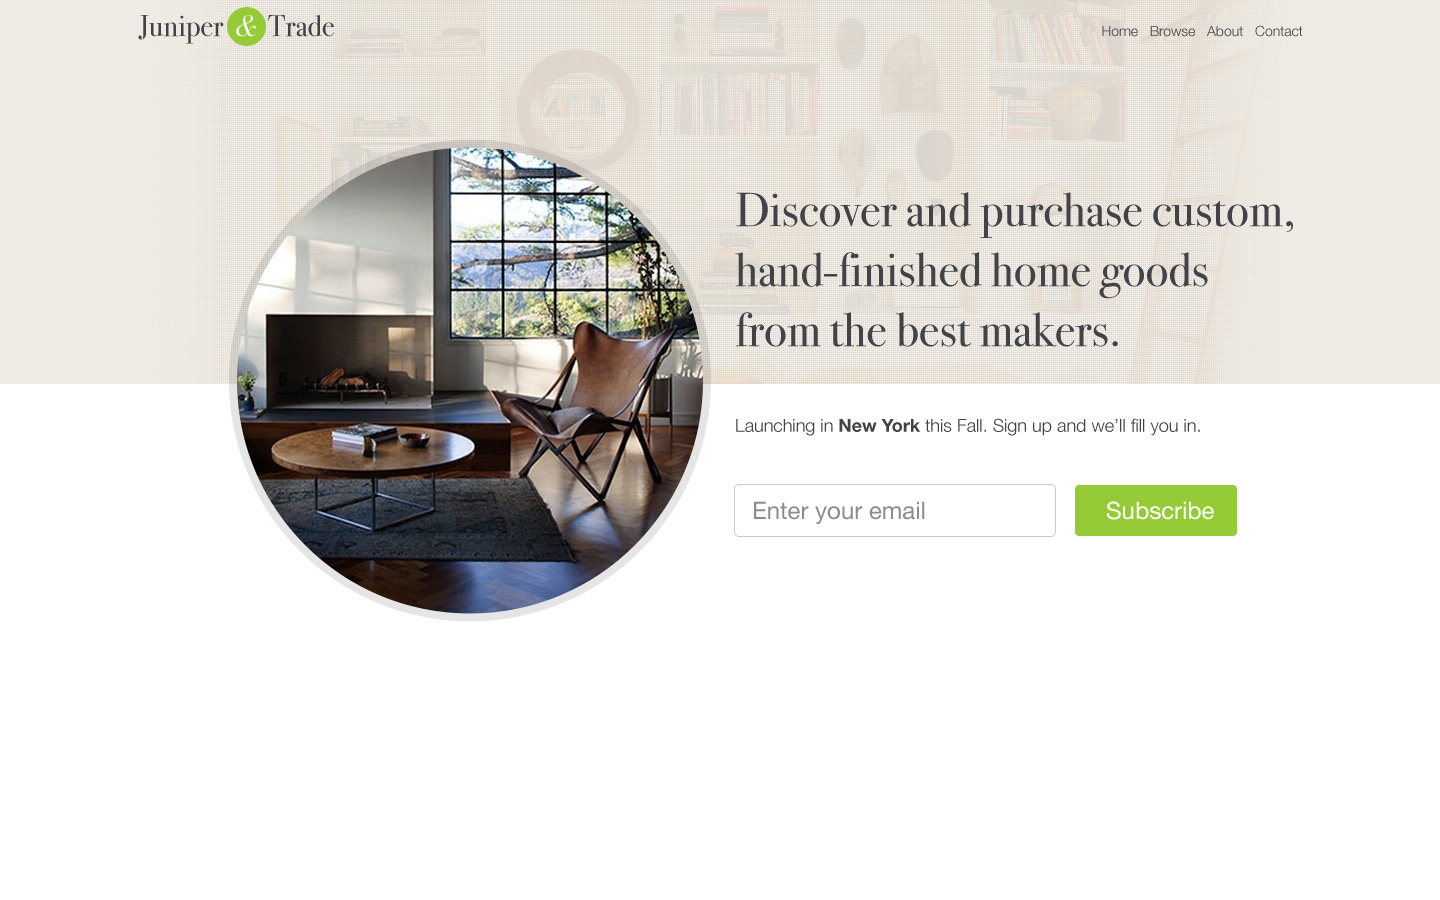 Juniper & Trade
Home Browse About Contact
Discover and purchase custom,
hand-finished home goods
from the best makers.
Launching in New York this Fall. Sign up and we’ll fill you in.
Enter your email
Subscribe